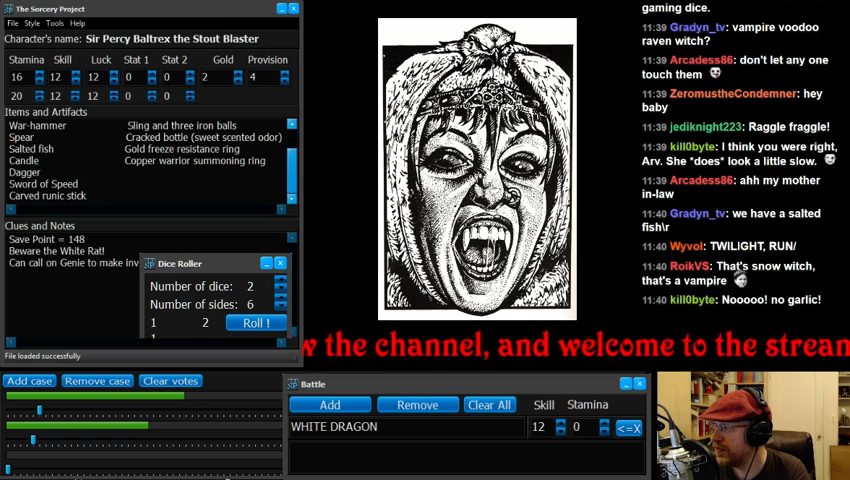 The Sorcery Project
File Style Tools Help
Character's name: Sir Percy Baltrex the Stout Blaster
Stamina Skill Luck Stat 1 Stat 2 Gold Provision
16 12 12 0 0 2 4
20 12 12 0 0
Items and Artifacts
War-hammer Sling and three iron balls
Spear Cracked bottle (sweet scented odor)
Salted fish Gold freeze resistance ring
Candle Copper warrior summoning ring
Dagger
Sword of Speed
Carved runic stick
Clues and Notes
Save Point = 148
Beware the White Rat!
Can call on Genie to make inv
Dice Roller
Number of dice: 2
Number of sides: 6
1 2 Roll !
File loaded successfully
gaming dice.
11:39 Gradyn_tv: vampire voodoo
raven witch?
11:39 Arcadess86: don't let any one
touch them
11:39 ZeromustheCondemner: hey
baby
11:39 jediknight223: Raggle fraggle!
11:39 kill0byte: I think you were right,
Arv. She *does* look a little slow.
11:39 Arcadess86: ahh my mother
in-law
11:40 Gradyn_tv: we have a salted
fish\r
11:40 Wyvol: TWILIGHT, RUN/
11:40 RoikVS: That's snow witch,
that's a vampire
11:40 kill0byte: Nooooo! no garlic!
w the channel, and welcome to the stream
Add case Remove case Clear votes
Battle
Add Remove Clear All Skill Stamina
WHITE DRAGON 12 0 <=X